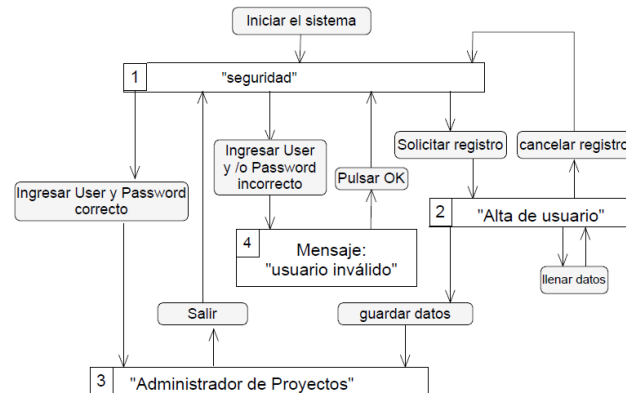 Iniciar el sistema
1
"seguridad"
Ingresar User
y /o Password
incorrecto
Solicitar registro
cancelar registro
Pulsar OK
Ingresar User y Password
correcto
2
"Alta de usuario"
4
Mensaje:
"usuario inválido"
llenar datos
Salir
guardar datos
3
"Administrador de Proyectos"